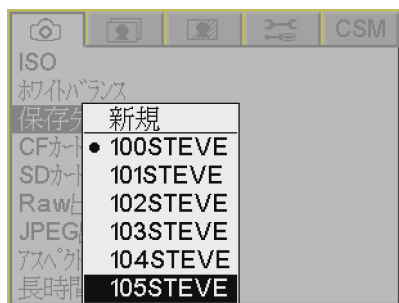 CSM
ISO
ホワイトバランス
保存
新規
CFカード
100STEVE
SDカード
101STEVE
Raw
102STEVE
JPEG
103STEVE
アスペクト
104STEVE
長時間
105STEVE